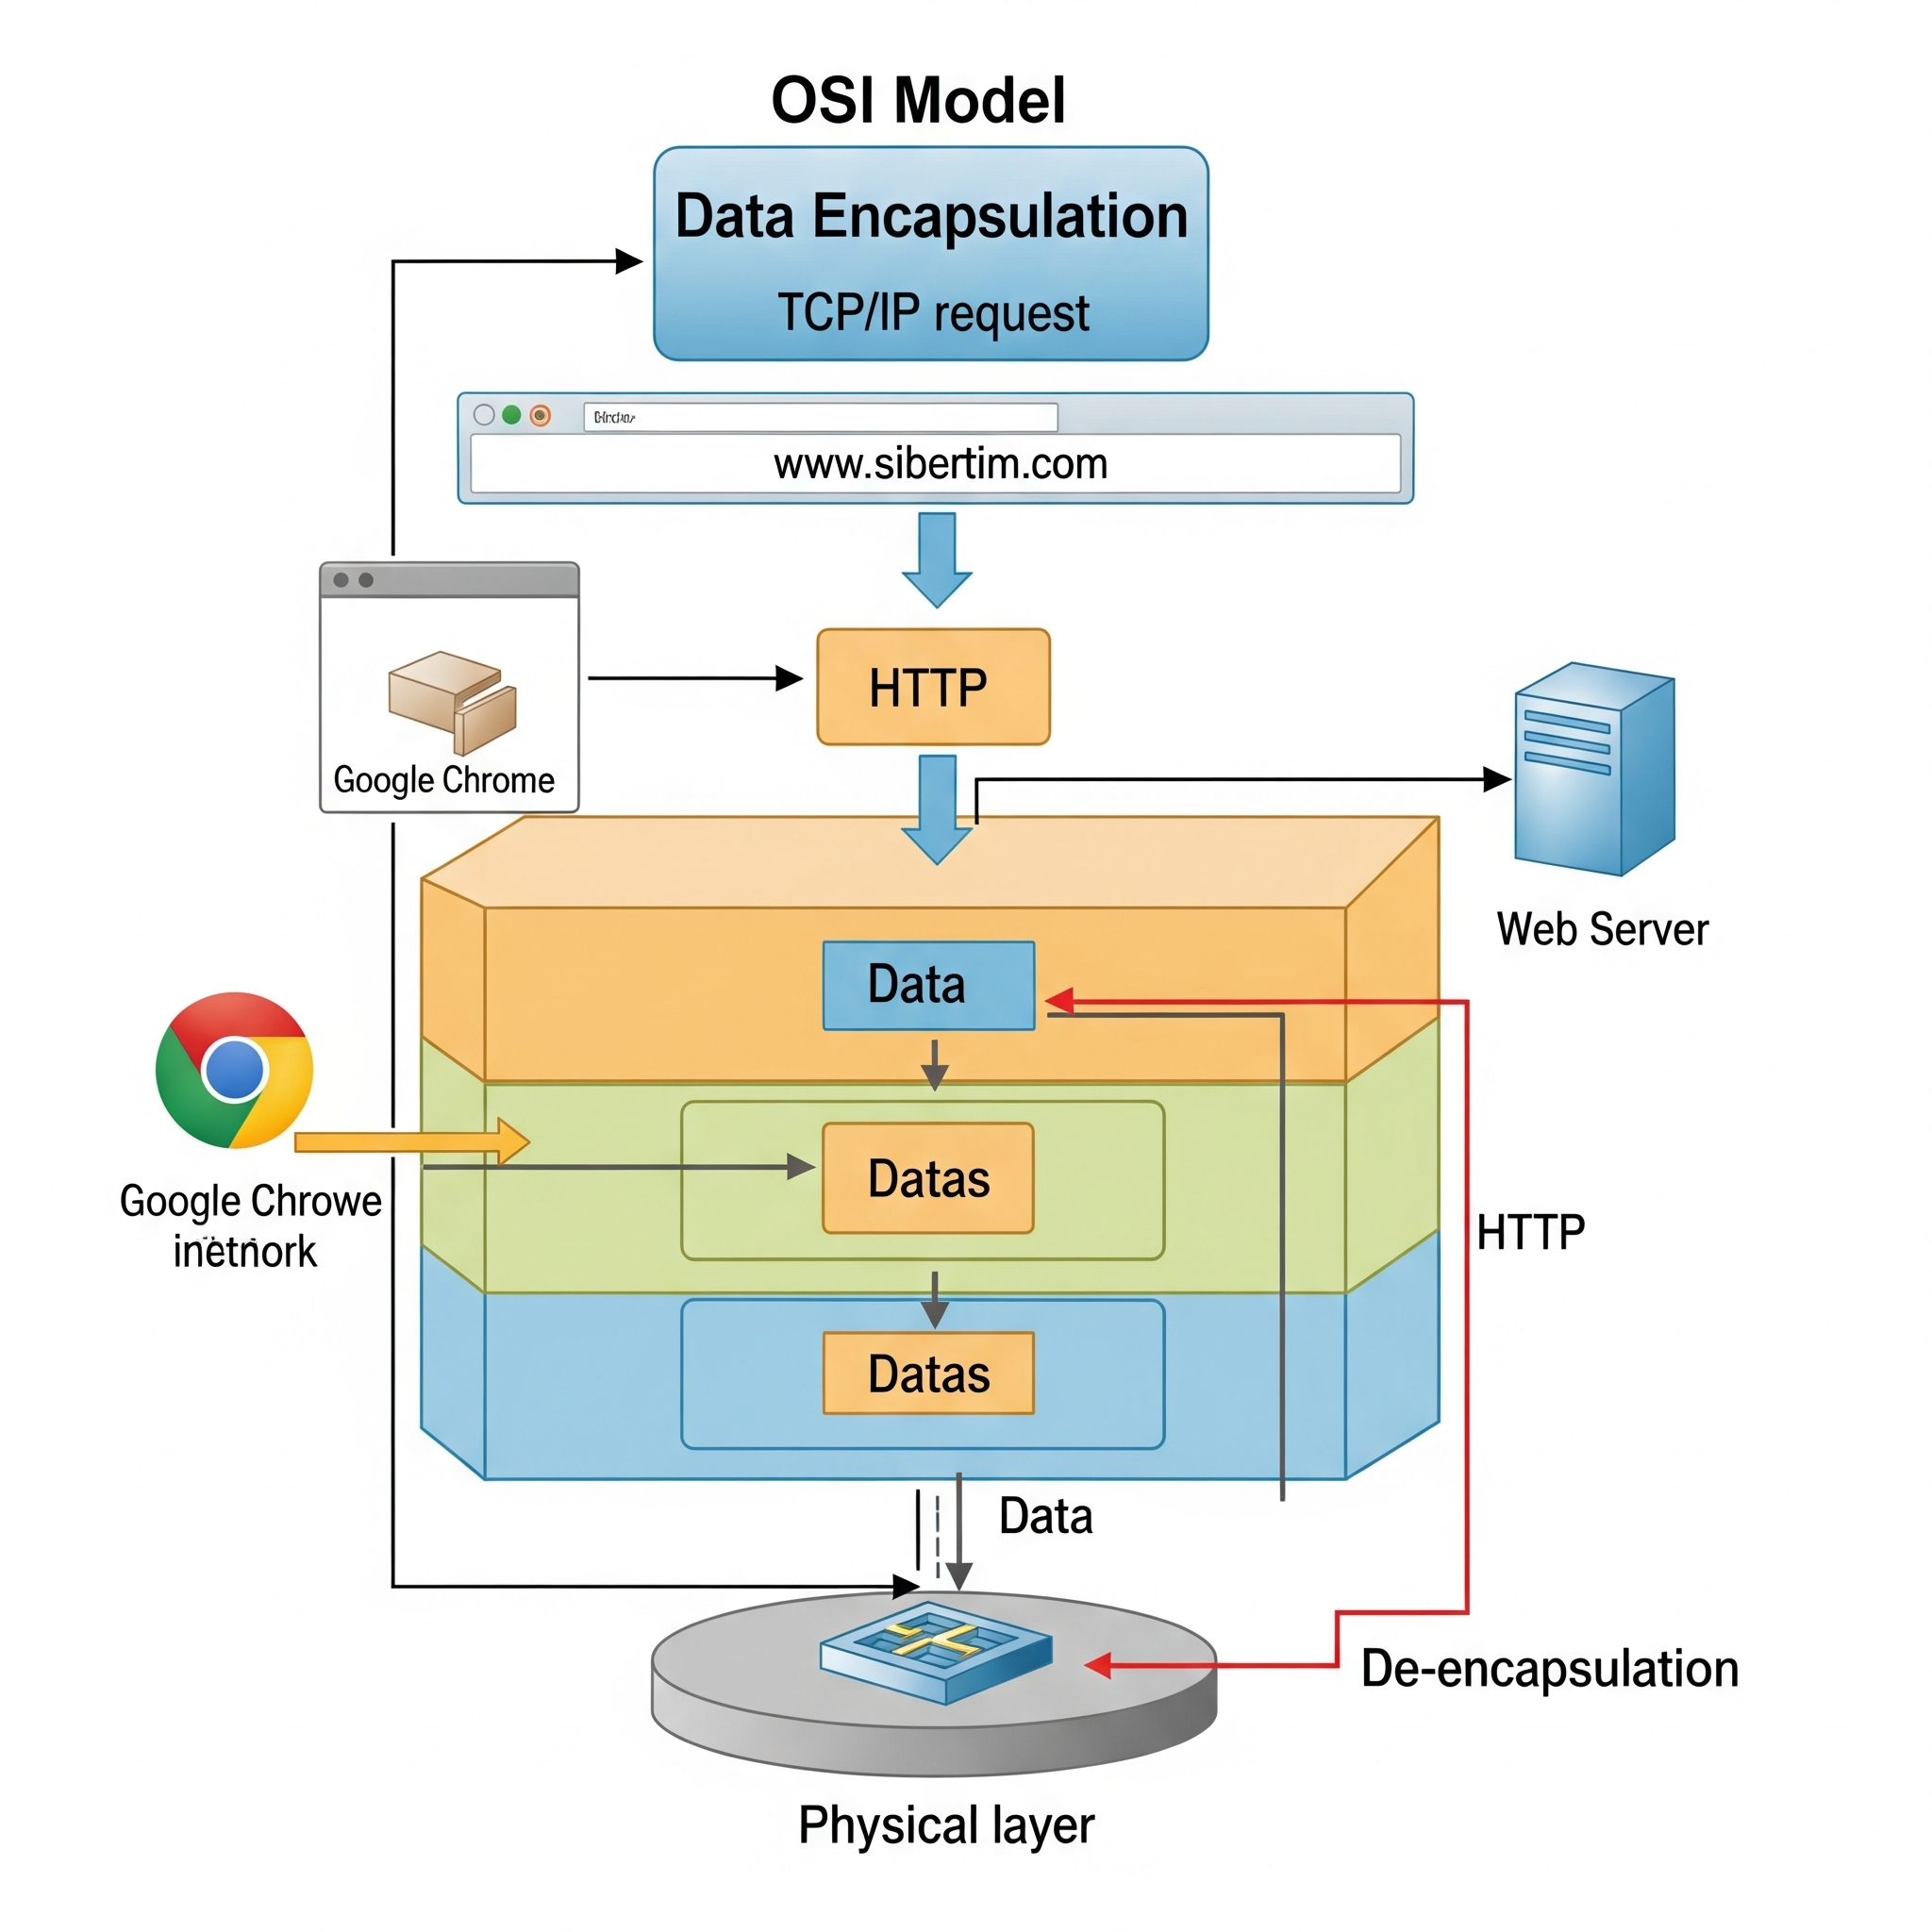 OSI Model
Data Encapsulation
TCP/IP request
www.sibertim.com
HTTP
Google Chrome
Web Server
Data
Datas
Google Chrowe
inetnork
HTTP
Datas
Data
De-encapsulation
Physical layer